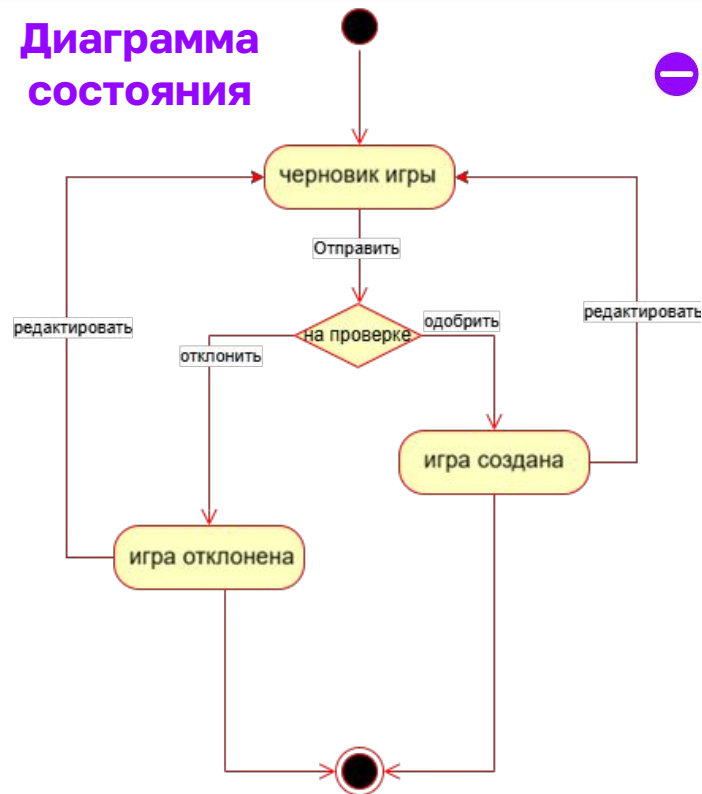 Диаграмма
состояния
черновик игры
Отправить
на проверке
одобрить
редактировать
редактировать
отклонить
игра создана
игра отклонена